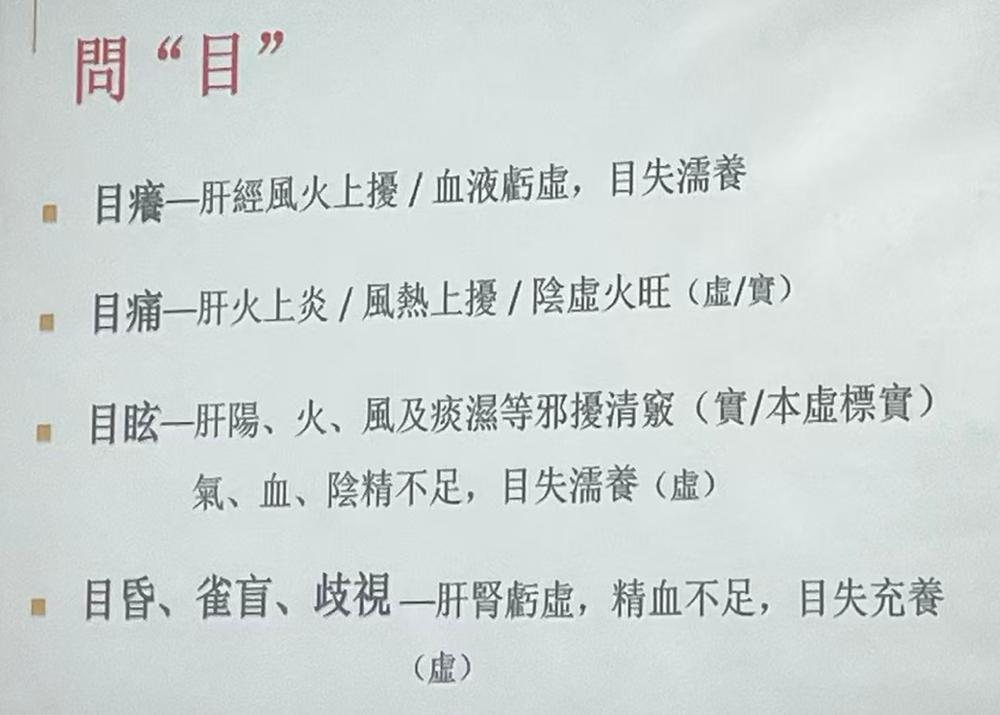 問“目”
目癢—肝經風火上擾 / 血液虧虛，目失濡養
目痛—肝火上炎 / 風熱上擾 / 陰虛火旺（虛/實）
目眩—肝陽、火、風及痰濕等邪擾清竅（實/本虛標實）
氣、血、陰精不足，目失濡養（虛）
目昏、雀盲、歧視—肝腎虧虛，精血不足，目失充養
（虛）